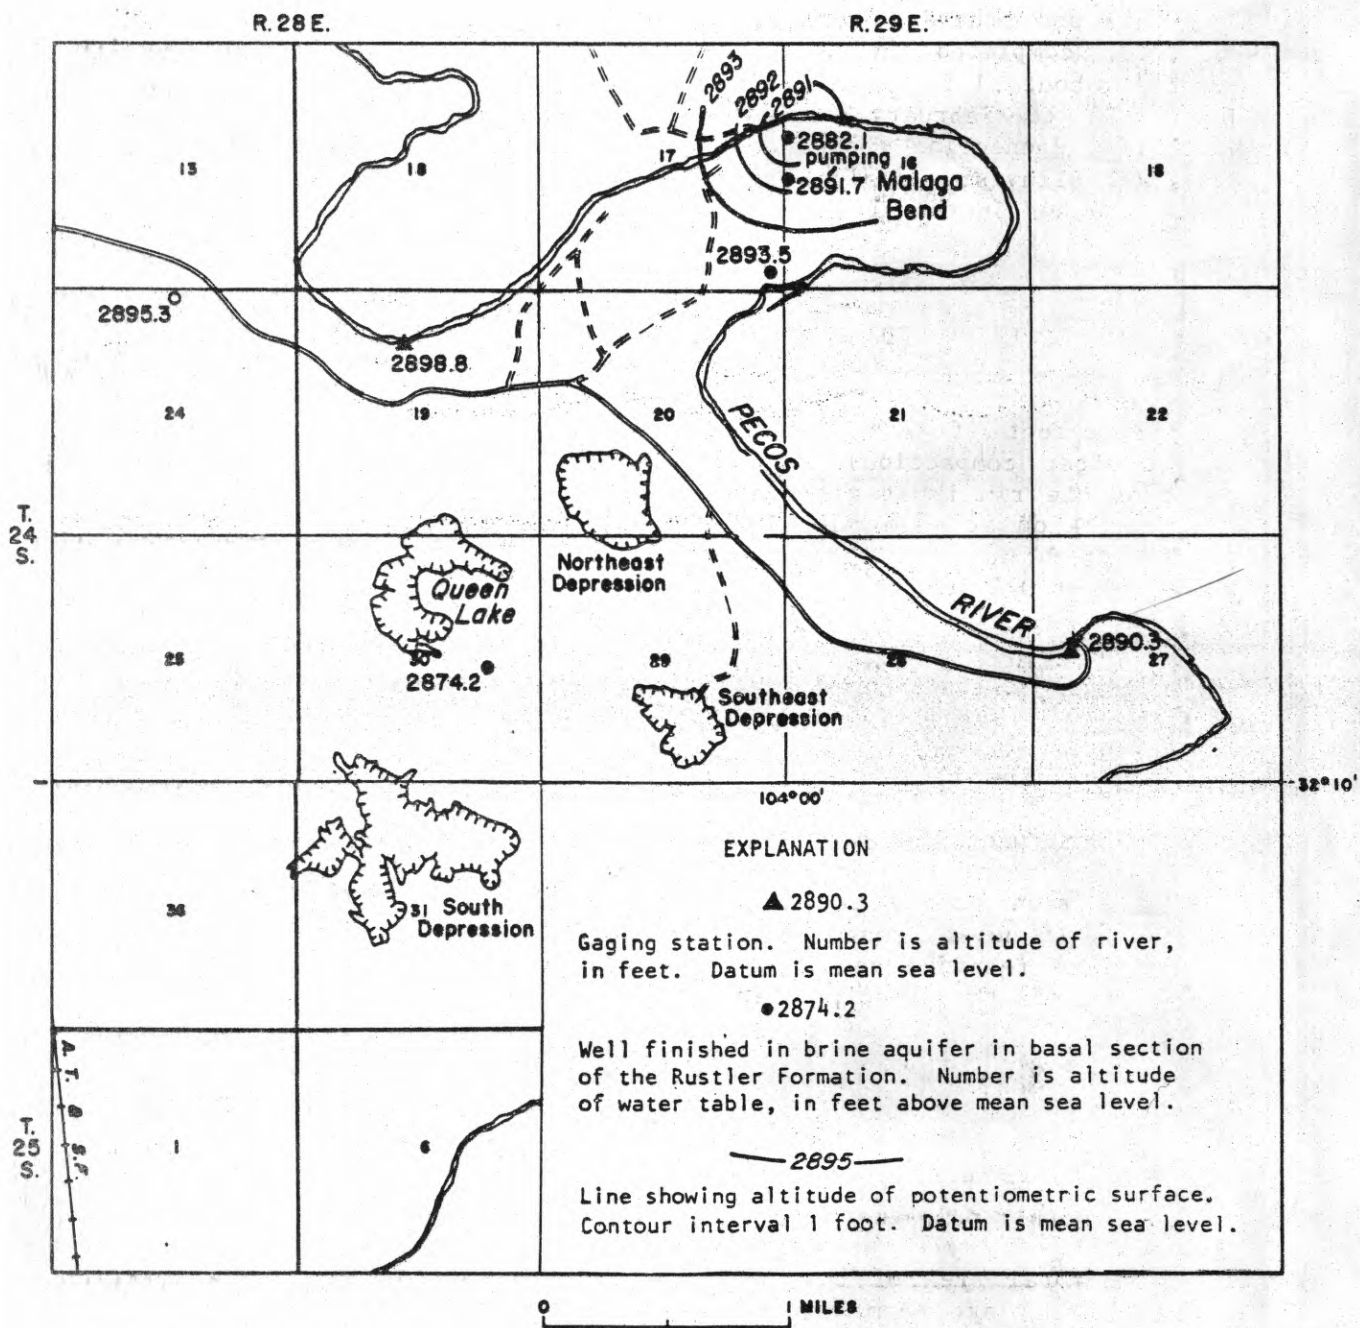 R. 28 E. R. 29 E.
2893
2892
2891
2882.1
pumping
2891.7
Malaga
Bend
13 18 17 16 18
2893.5
2895.3
2898.8
24 19 20 21 22
PECOS
RIVER
T.
24
S.
Northeast
Depression
Queen
Lake
25 30 29 28 27
2874.2
2890.3
Southeast
Depression
32°10'
104°00'
36 31 South
Depression
EXPLANATION
▲ 2890.3
Gaging station. Number is altitude of river,
in feet. Datum is mean sea level.
● 2874.2
Well finished in brine aquifer in basal section
of the Rustler Formation. Number is altitude
of water table, in feet above mean sea level.
2895
Line showing altitude of potentiometric surface.
Contour interval 1 foot. Datum is mean sea level.
A. T. & S. F.
T.
25
S.
1 6
0 1 MILES